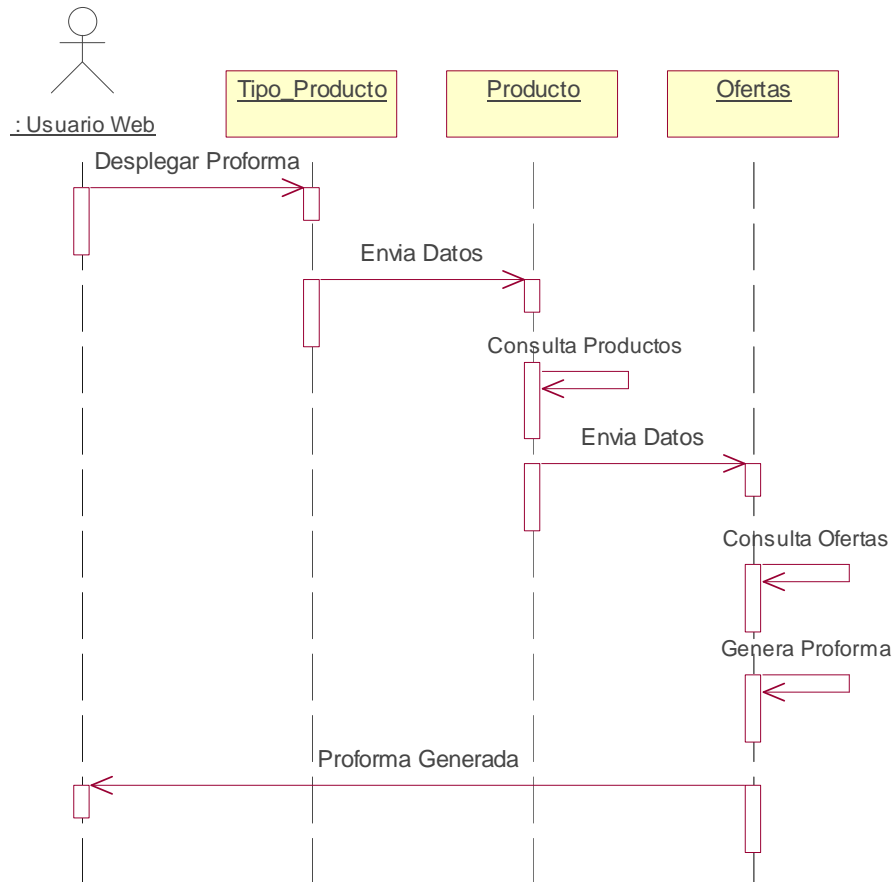 Tipo_Producto
Producto
Ofertas
: Usuario Web
Desplegar Proforma
Envia Datos
Consulta Productos
Envia Datos
Consulta Ofertas
Genera Proforma
Proforma Generada